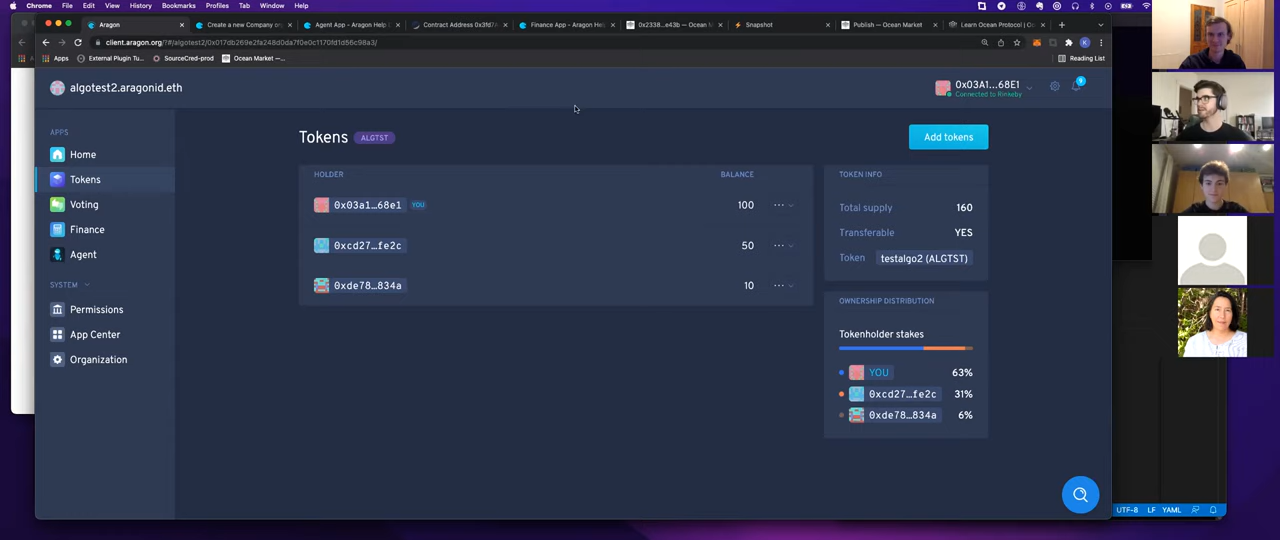 Chrome File Edit View History Bookmarks Profiles Tab Window Help
Aragon
Create a new Company pr
Agent App - Aragon Help
Contract Address 0x3fd7
Finance App - Aragon He
0x2338...e43b — Ocean M
Snapshot
Publish — Ocean Market
Learn Ocean Protocol | Oc
client.aragon.org/?#/algotest2/0x017db269e2fa248d0da7f0e0c1170fd1d56c98a3/
Apps
External Plugin Tu...
SourceCred-prod
Ocean Market —...
Reading List
algotest2.aragonid.eth
0x03A1...68E1
Connected to Rinkeby
9
APPS
Home
Tokens
Voting
Finance
Agent
SYSTEM
Permissions
App Center
Organization
Tokens ALGTST
Add tokens
HOLDER BALANCE
0x03a1…68e1 YOU 100
0xcd27…fe2c 50
0xde78…834a 10
TOKEN INFO
Total supply 160
Transferable YES
Token testalgo2 (ALGTST)
OWNERSHIP DISTRIBUTION
Tokenholder stakes
YOU 63%
0xcd27…fe2c 31%
0xde78…834a 6%
UTF-8 LF YAML